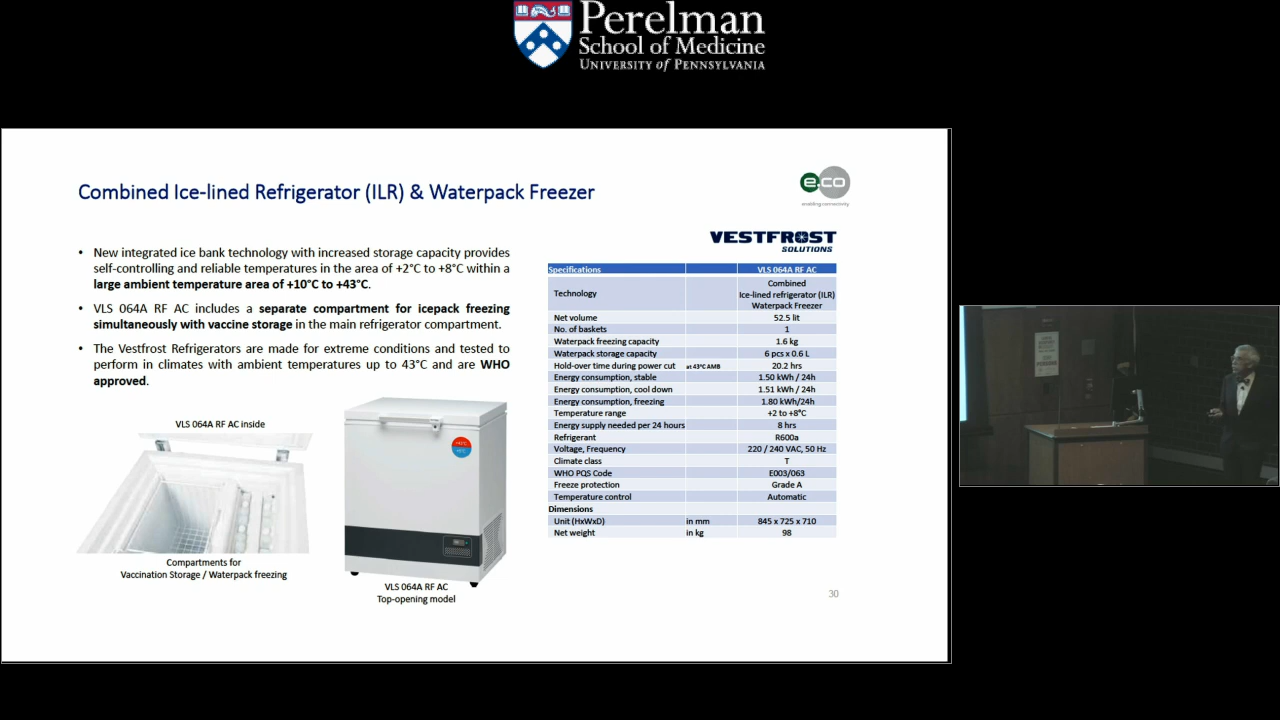 Perelman
School of Medicine
UNIVERSITY of PENNSYLVANIA
Combined Ice-lined Refrigerator (ILR) & Waterpack Freezer
e.co
enabling connectivity
• New integrated ice bank technology with increased storage capacity provides
self-controlling and reliable temperatures in the area of +2°C to +8°C within a
large ambient temperature area of +10°C to +43°C.
• VLS 064A RF AC includes a separate compartment for icepack freezing
simultaneously with vaccine storage in the main refrigerator compartment.
• The Vestfrost Refrigerators are made for extreme conditions and tested to
perform in climates with ambient temperatures up to 43°C and are WHO
approved.
VLS 064A RF AC inside
Compartments for
Vaccination Storage / Waterpack freezing
VLS 064A RF AC
Top-opening model
VESTFROST
SOLUTIONS
Specifications VLS 064A RF AC
Technology Combined
Ice-lined refrigerator (ILR)
Waterpack Freezer
Net volume 52.5 lit
No. of baskets 1
Waterpack freezing capacity 1.6 kg
Waterpack storage capacity 6 pcs x 0.6 L
Hold-over time during power cut at 43°C AMB 20.2 hrs
Energy consumption, stable 1.50 kWh / 24h
Energy consumption, cool down 1.51 kWh / 24h
Energy consumption, freezing 1.80 kWh/24h
Temperature range +2 to +8°C
Energy supply needed per 24 hours 8 hrs
Refrigerant R600a
Voltage, Frequency 220 / 240 VAC, 50 Hz
Climate class T
WHO PQS Code E003/063
Freeze protection Grade A
Temperature control Automatic
Dimensions
Unit (HxWxD) in mm 845 x 725 x 710
Net weight in kg 98
30